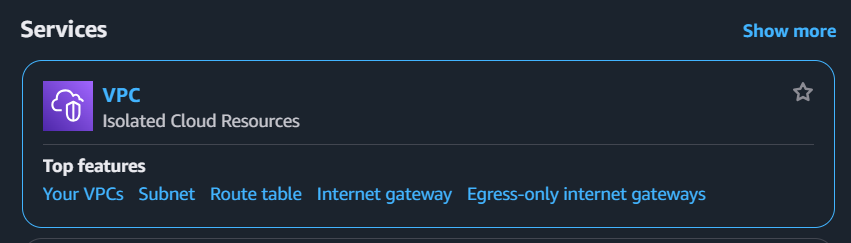 Services Show more
VPC
Isolated Cloud Resources
Top features
Your VPCs Subnet Route table Internet gateway Egress-only internet gateways